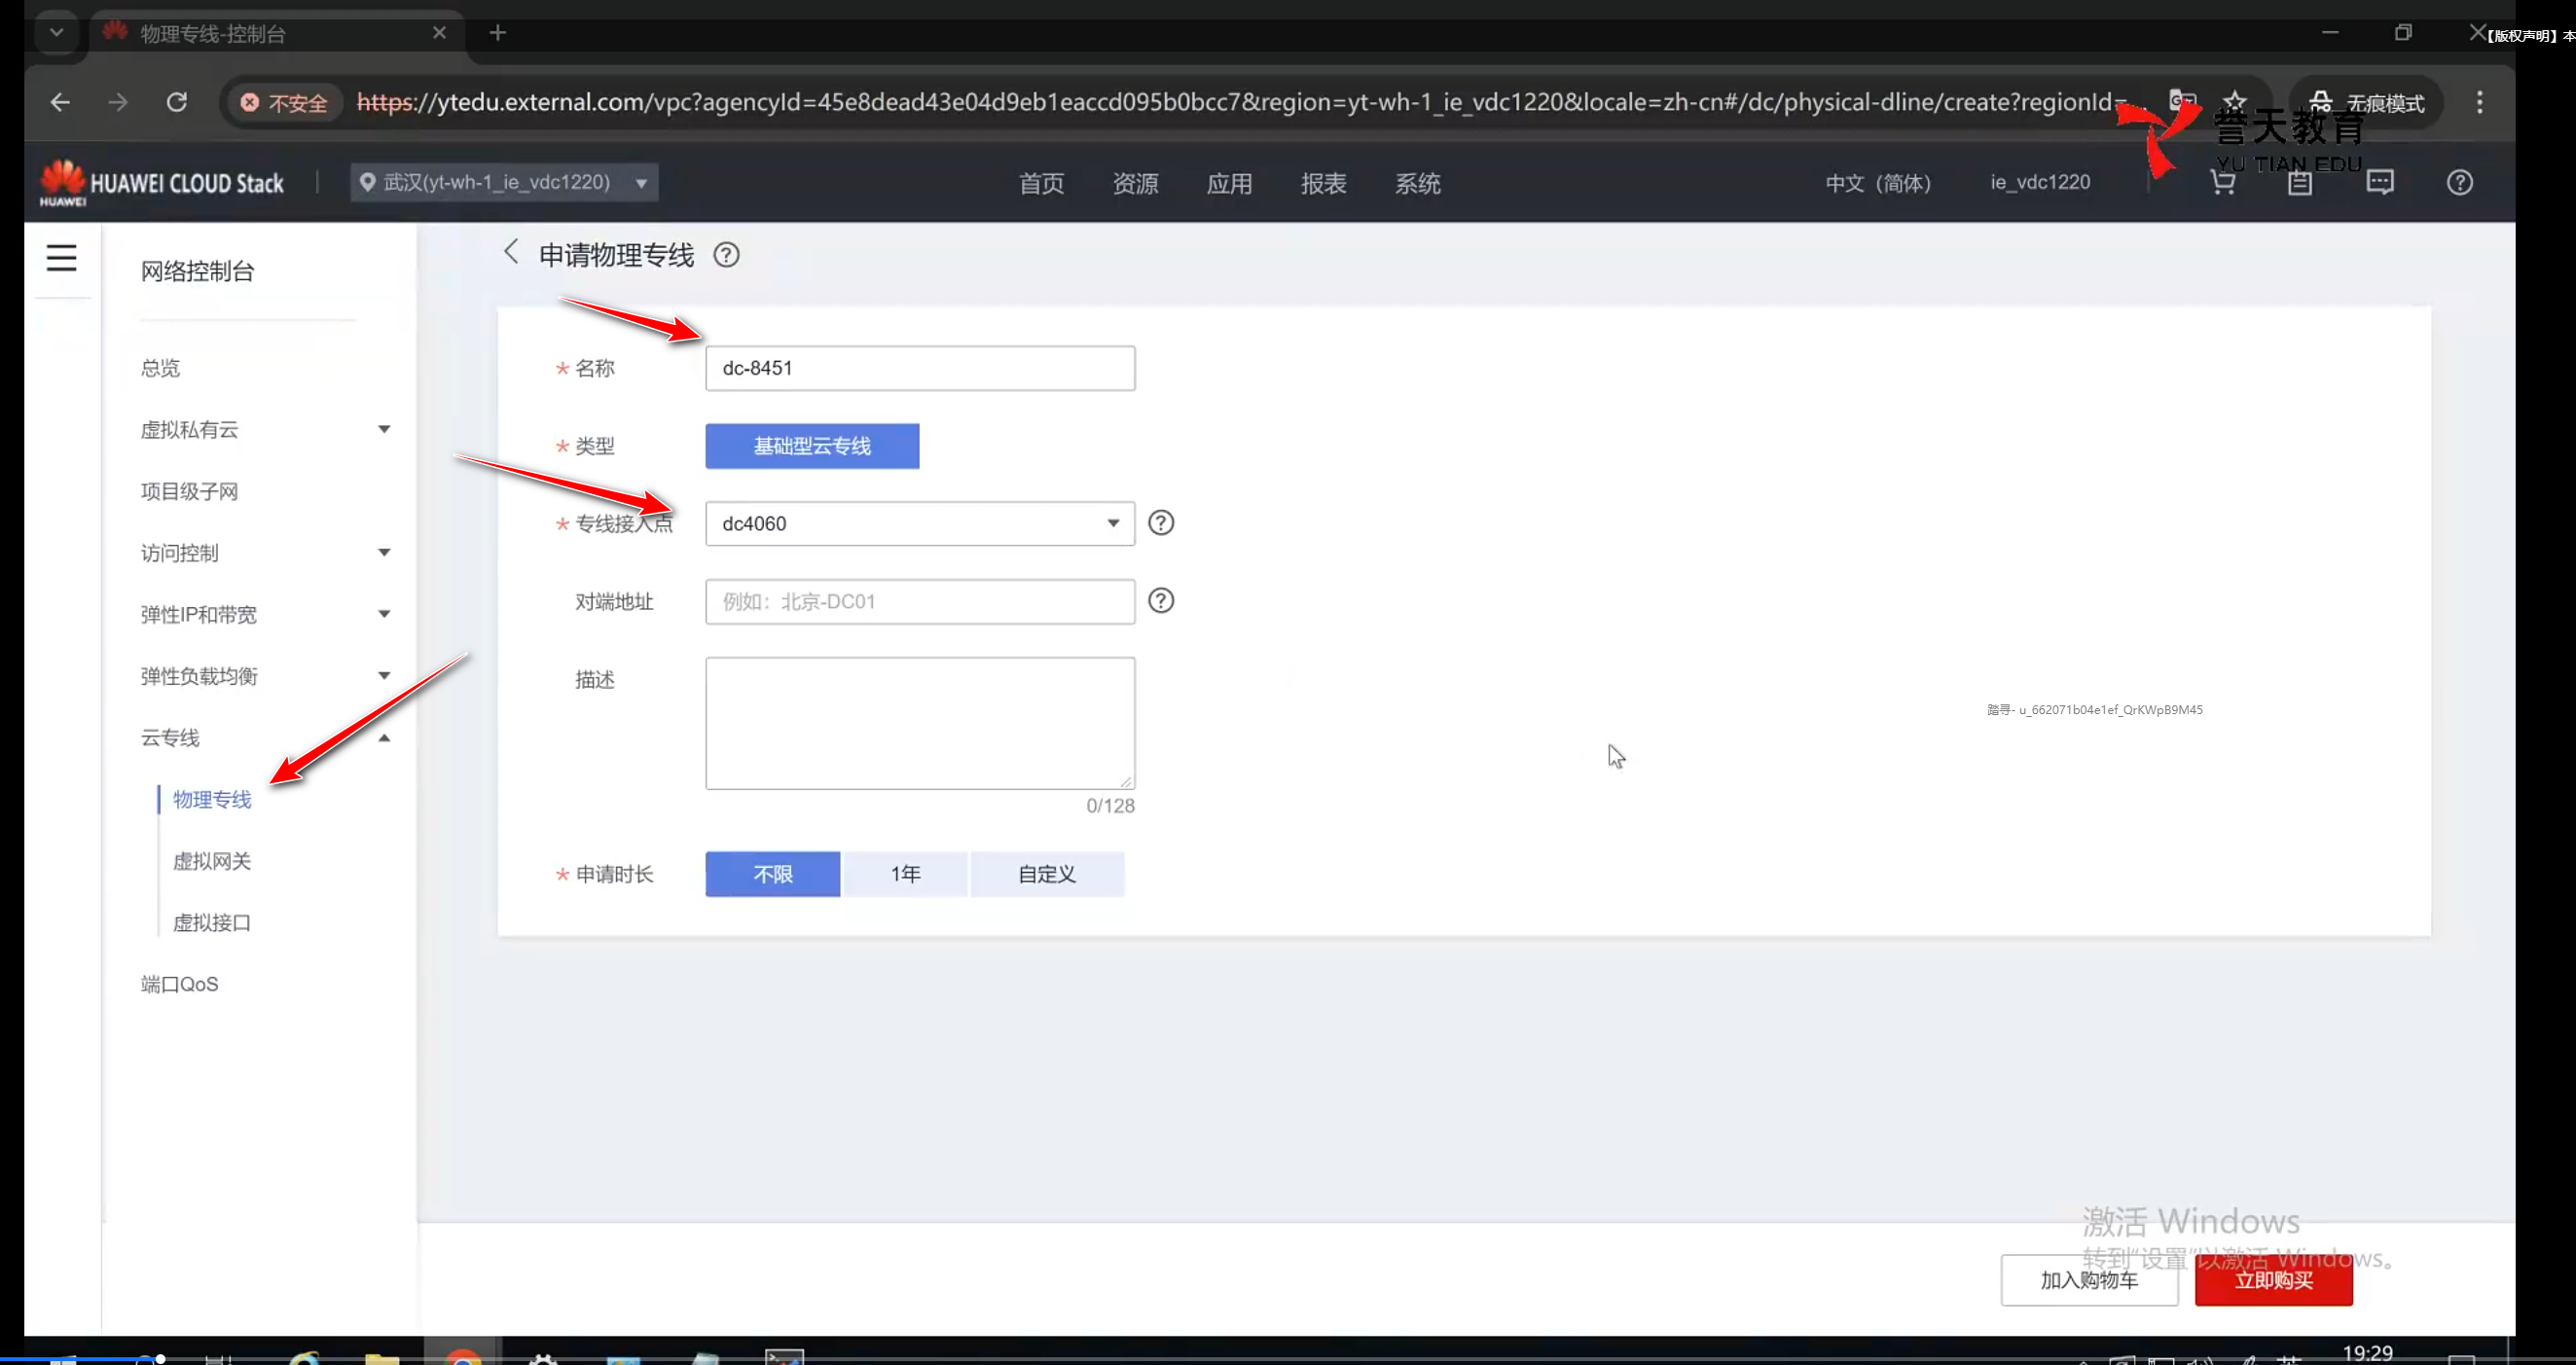 物理专线-控制台
【版权声明】本
不安全 https://ytedu.external.com/vpc?agencyId=45e8dead43e04d9eb1eaccd095b0bcc7&region=yt-wh-1_ie_vdc1220&locale=zh-cn#/dc/physical-dline/create?regionId=...
无痕模式
誉天教育
YU TIAN EDU
HUAWEI
HUAWEI CLOUD Stack
武汉(yt-wh-1_ie_vdc1220)
首页 资源 应用 报表 系统
中文（简体） ie_vdc1220
网络控制台
总览
虚拟私有云
项目级子网
访问控制
弹性IP和带宽
弹性负载均衡
云专线
物理专线
虚拟网关
虚拟接口
端口QoS
申请物理专线
* 名称 dc-8451
* 类型 基础型云专线
* 专线接入点 dc4060
对端地址 例如：北京-DC01
描述
0/128
* 申请时长 不限 1年 自定义
踏寻- u_662071b04e1ef_QrKWpB9M45
激活 Windows
转到“设置”以激活 Windows。
加入购物车 立即购买
英
19:29